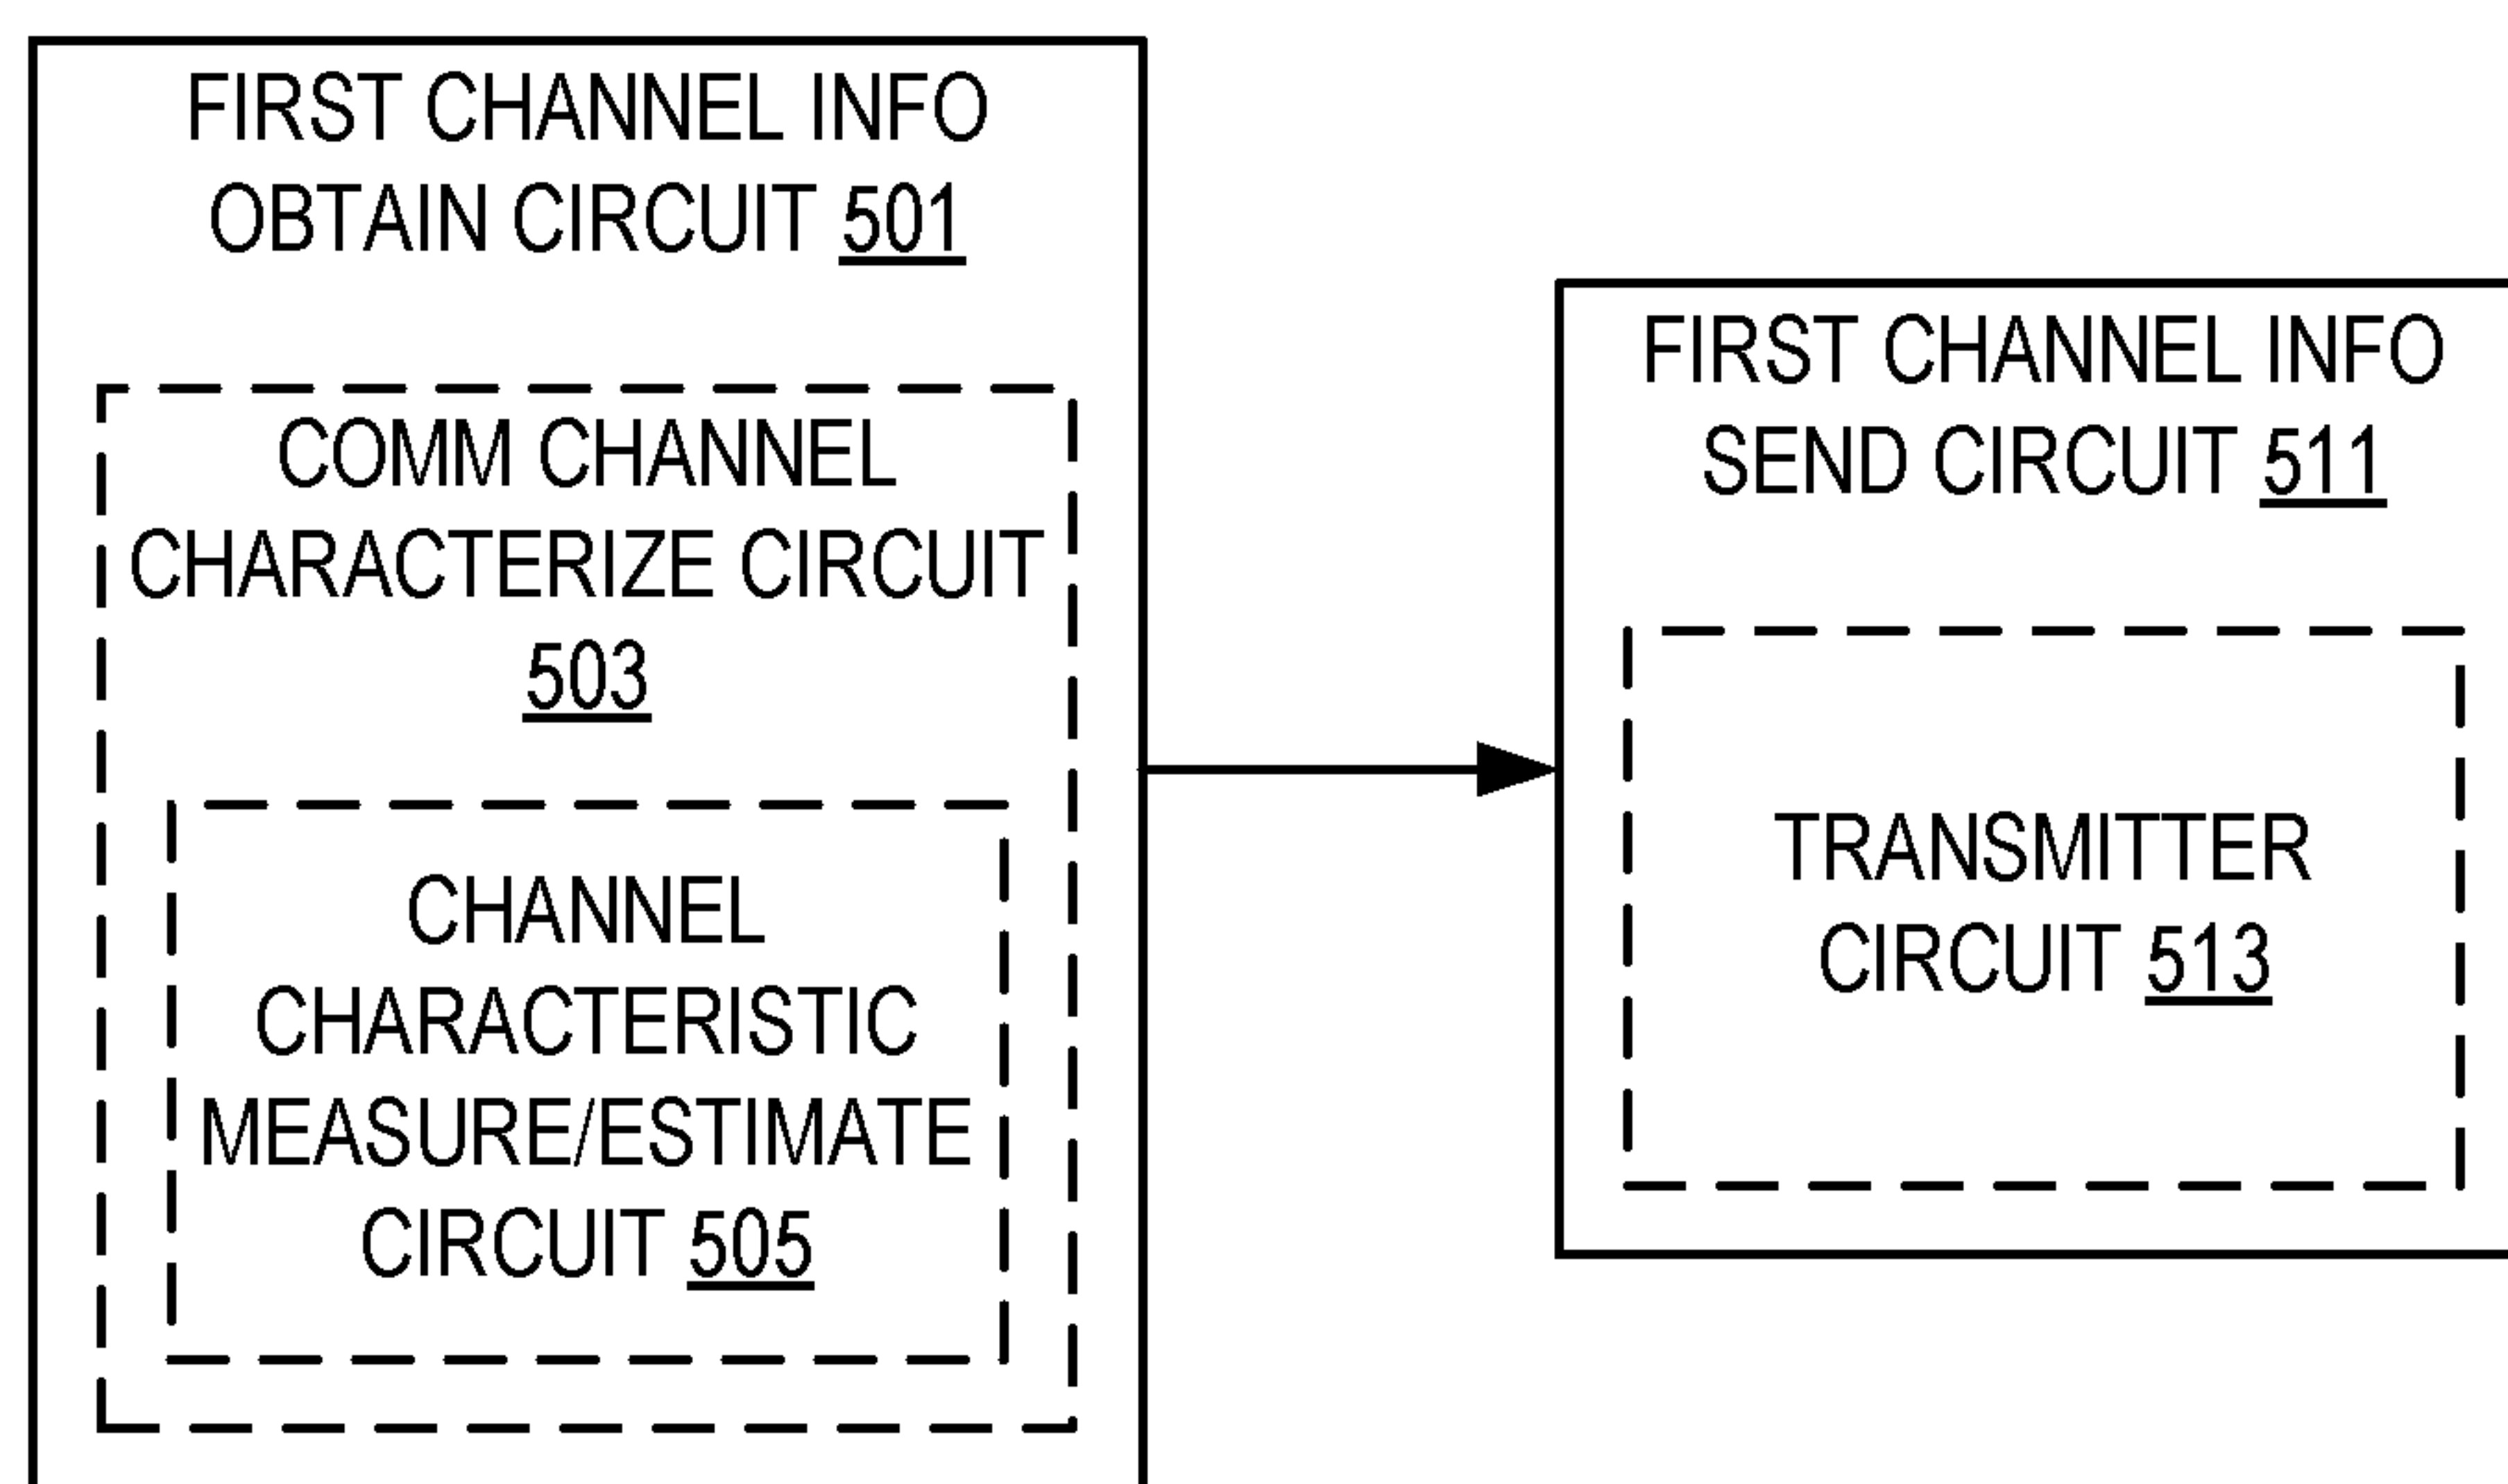 FIRST CHANNEL INFO
OBTAIN CIRCUIT 501
COMM CHANNEL
CHARACTERIZE CIRCUIT
503
CHANNEL
CHARACTERISTIC
MEASURE/ESTIMATE
CIRCUIT 505
FIRST CHANNEL INFO
SEND CIRCUIT 511
TRANSMITTER
CIRCUIT 513